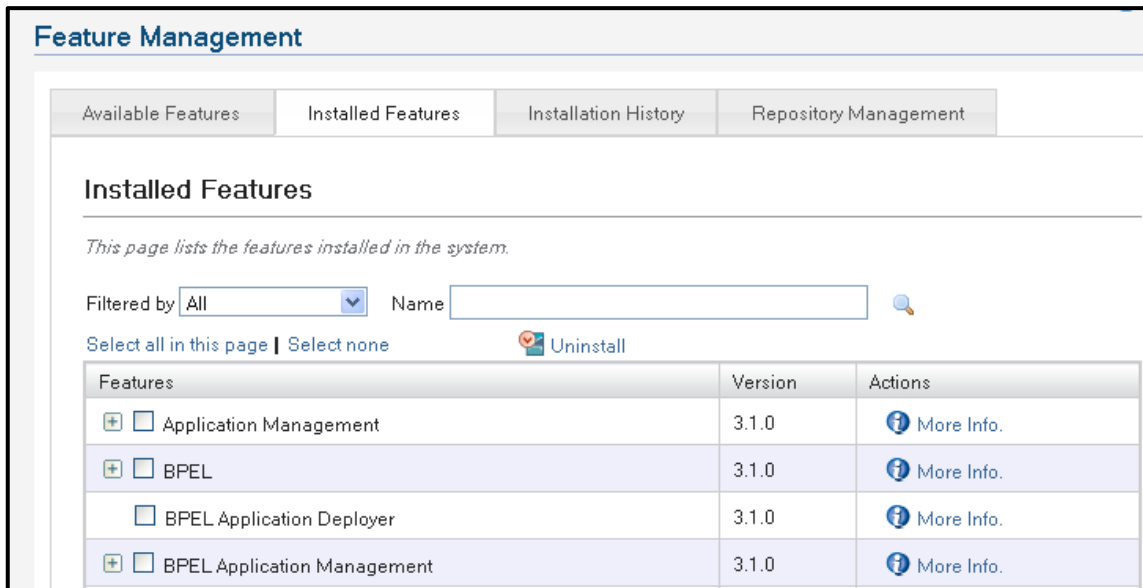 Feature Management
Available Features Installed Features Installation History Repository Management
Installed Features
This page lists the features installed in the system.
Filtered by All Name
Select all in this page | Select none Uninstall
Features Version Actions
Application Management 3.1.0 More Info.
BPEL 3.1.0 More Info.
BPEL Application Deployer 3.1.0 More Info.
BPEL Application Management 3.1.0 More Info.